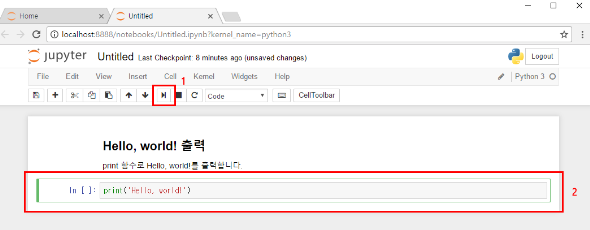 Home
Untitled
localhost:8888/notebooks/Untitled.ipynb?kernel_name=python3
jupyter Untitled Last Checkpoint: 8 minutes ago (unsaved changes)
Logout
File Edit View Insert Cell Kernel Widgets Help
Python 3
1
Code
CellToolbar
Hello, world! 출력
print 함수로 Hello, world!를 출력합니다.
In [ ]: print('Hello, world!')
2